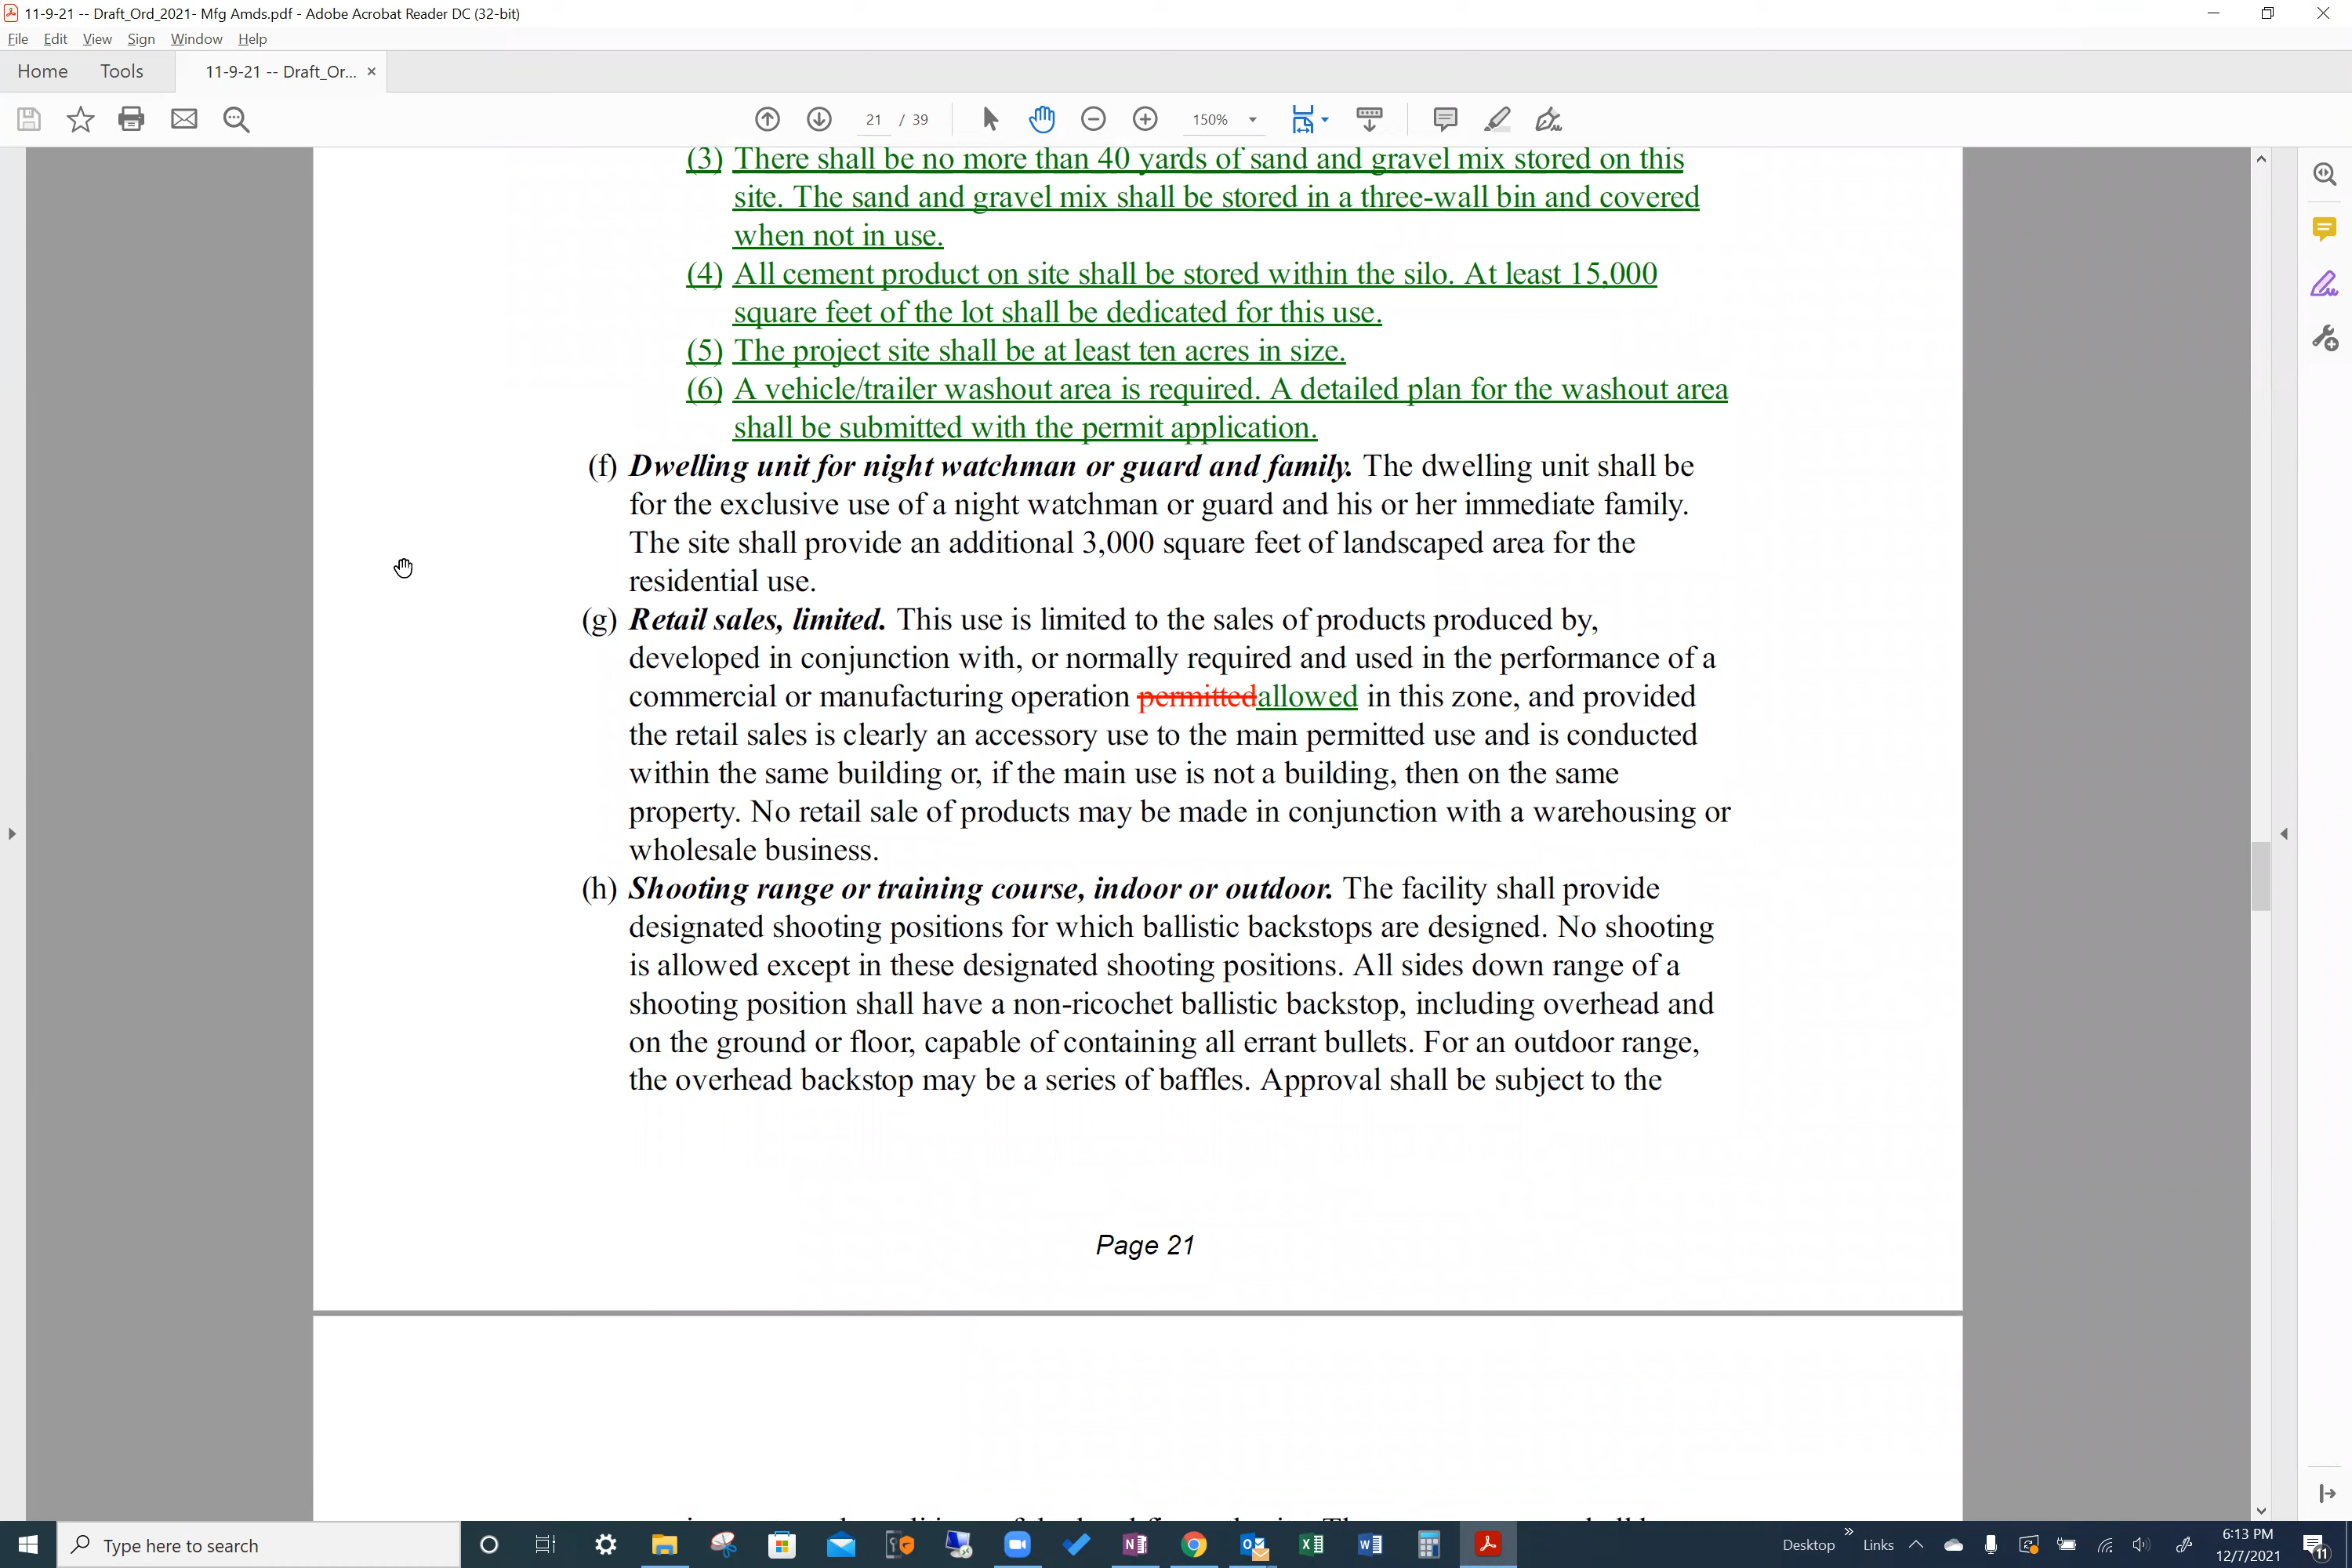 11-9-21 -- Draft_Ord_2021- Mfg Amds.pdf - Adobe Acrobat Reader DC (32-bit)
File Edit View Sign Window Help
Home Tools 11-9-21 -- Draft_Or... ×
21 / 39 150%
(3) There shall be no more than 40 yards of sand and gravel mix stored on this
site. The sand and gravel mix shall be stored in a three-wall bin and covered
when not in use.
(4) All cement product on site shall be stored within the silo. At least 15,000
square feet of the lot shall be dedicated for this use.
(5) The project site shall be at least ten acres in size.
(6) A vehicle/trailer washout area is required. A detailed plan for the washout area
shall be submitted with the permit application.
(f) Dwelling unit for night watchman or guard and family. The dwelling unit shall be
for the exclusive use of a night watchman or guard and his or her immediate family.
The site shall provide an additional 3,000 square feet of landscaped area for the
residential use.
(g) Retail sales, limited. This use is limited to the sales of products produced by,
developed in conjunction with, or normally required and used in the performance of a
commercial or manufacturing operation permittedallowed in this zone, and provided
the retail sales is clearly an accessory use to the main permitted use and is conducted
within the same building or, if the main use is not a building, then on the same
property. No retail sale of products may be made in conjunction with a warehousing or
wholesale business.
(h) Shooting range or training course, indoor or outdoor. The facility shall provide
designated shooting positions for which ballistic backstops are designed. No shooting
is allowed except in these designated shooting positions. All sides down range of a
shooting position shall have a non-ricochet ballistic backstop, including overhead and
on the ground or floor, capable of containing all errant bullets. For an outdoor range,
the overhead backstop may be a series of baffles. Approval shall be subject to the
Page 21
Type here to search
Desktop » Links
6:13 PM
12/7/2021
11